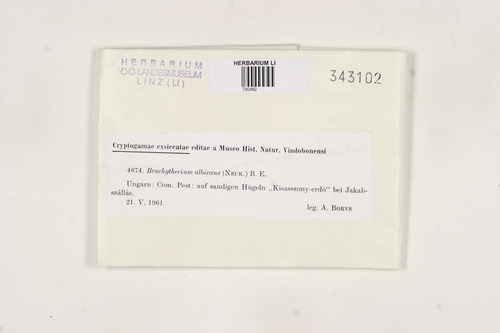 HERBARIUM
O.Ö. LANDESMUSEUM
LINZ (LI)
HERBARIUM LI
790482
343102
Cryptogamae exsiccatae editae a Museo Hist. Natur. Vindobonensi
4674. Brachythecium albicans (NECK.) B. E.
Ungarn: Com. Pest: auf sandigen Hügeln „Kisasszony-erdö“ bei Jakab-
szállás.
21. V. 1961
leg. A. BOROS